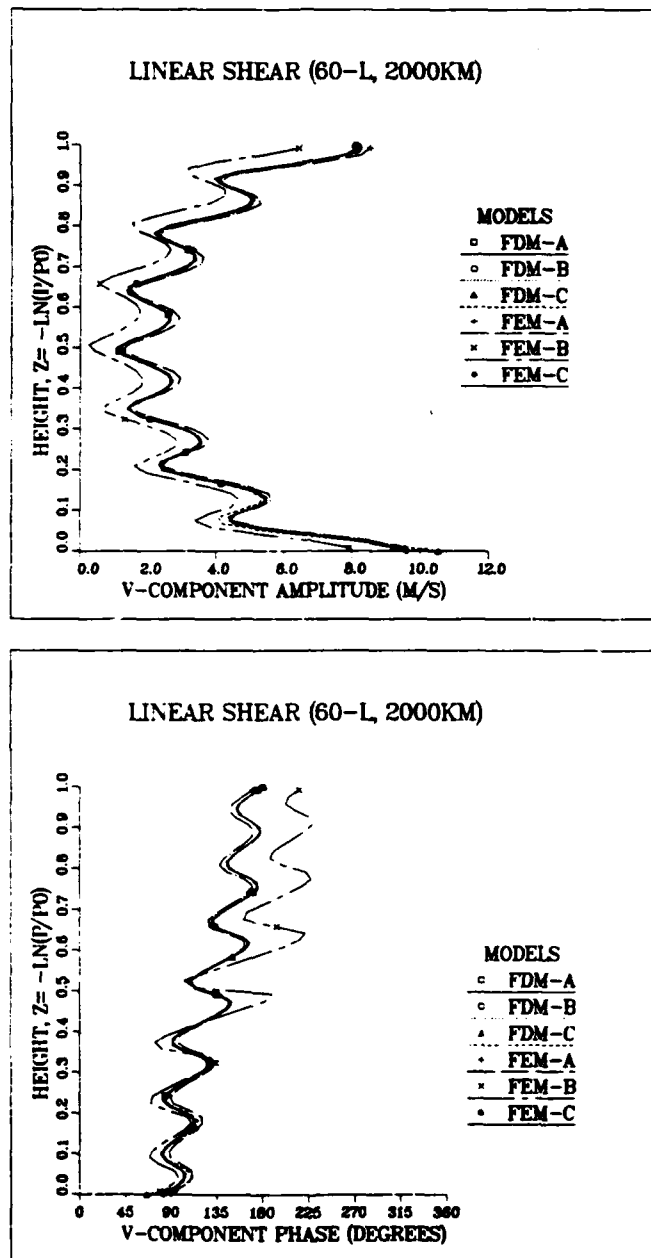 LINEAR SHEAR (60-L, 2000KM)
HEIGHT, Z= -LN(P/P0)
1.0
0.9
0.8
0.7
0.6
0.5
0.4
0.3
0.2
0.1
0.0
0.0 2.0 4.0 6.0 8.0 10.0 12.0
V-COMPONENT AMPLITUDE (M/S)
MODELS
FDM-A
FDM-B
FDM-C
FEM-A
FEM-B
FEM-C
LINEAR SHEAR (60-L, 2000KM)
HEIGHT, Z= -LN(P/P0)
1.0
0.9
0.8
0.7
0.6
0.5
0.4
0.3
0.2
0.1
0.0
0 45 90 135 180 225 270 315 360
V-COMPONENT PHASE (DEGREES)
MODELS
FDM-A
FDM-B
FDM-C
FEM-A
FEM-B
FEM-C